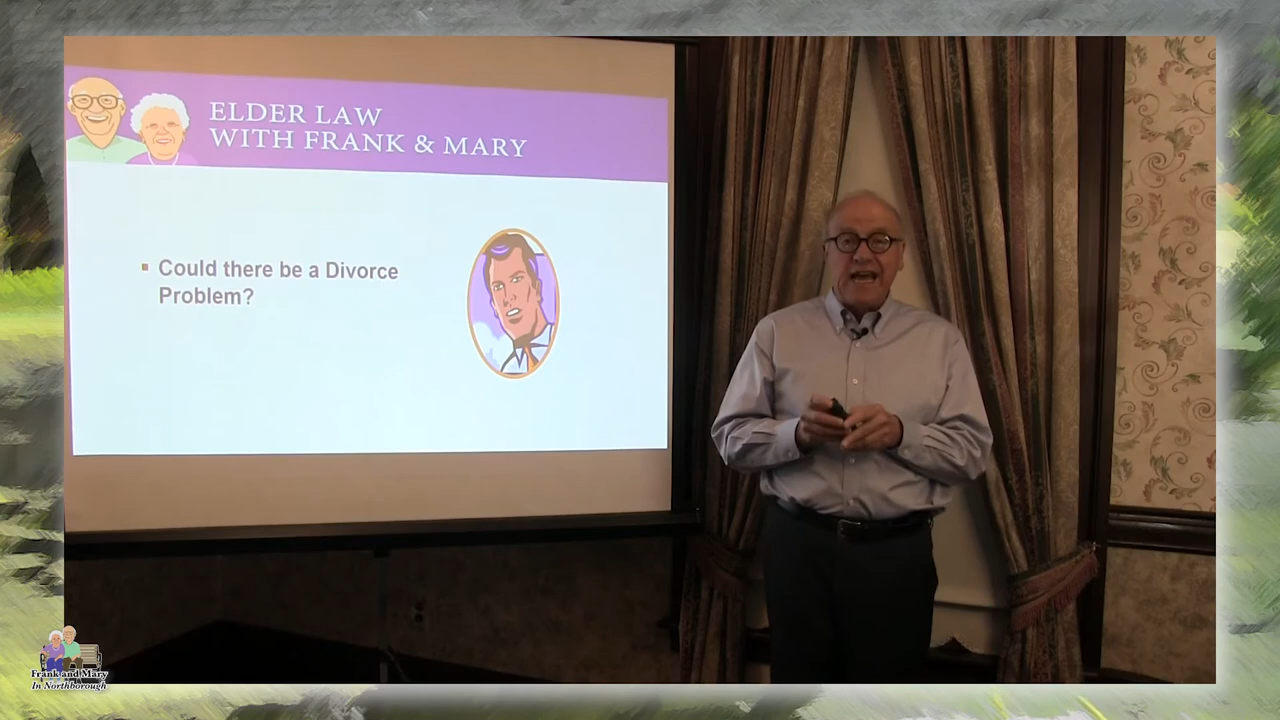 ELDER LAW
WITH FRANK & MARY
Could there be a Divorce
Problem?
Frank and Mary
In Northborough